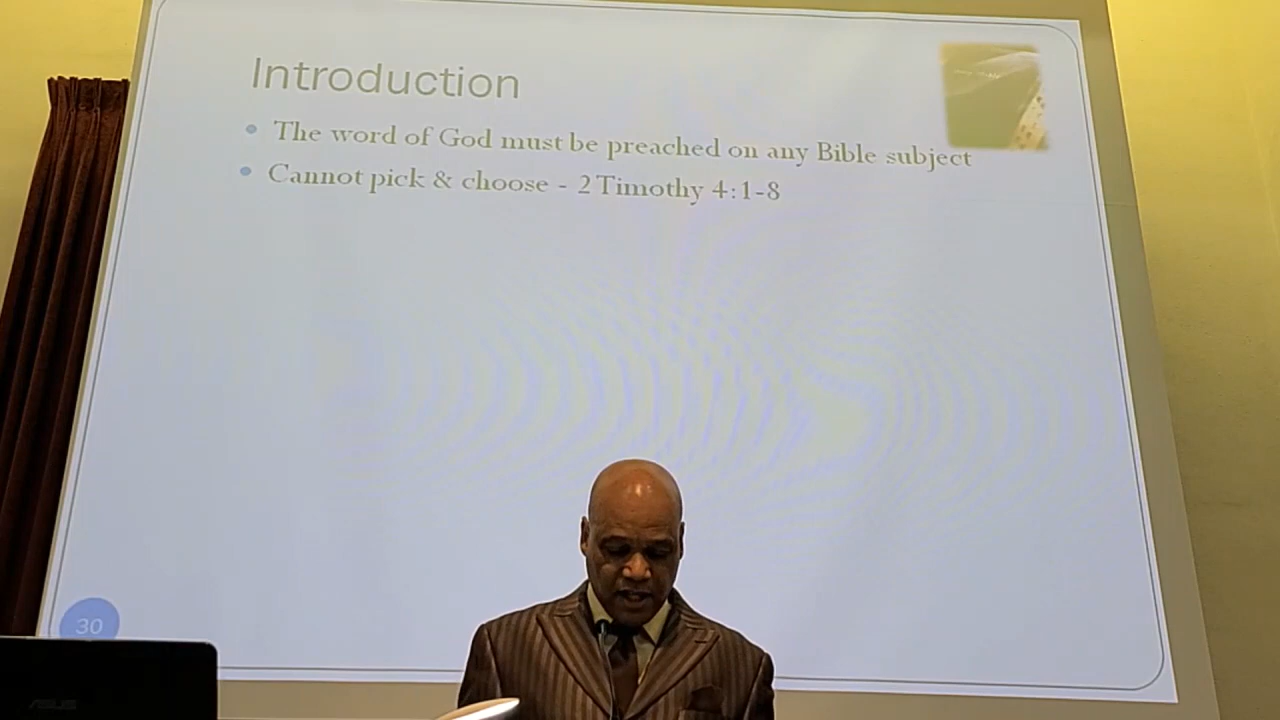 Introduction
The word of God must be preached on any Bible subject
Cannot pick & choose - 2 Timothy 4:1-8
30
ASUS